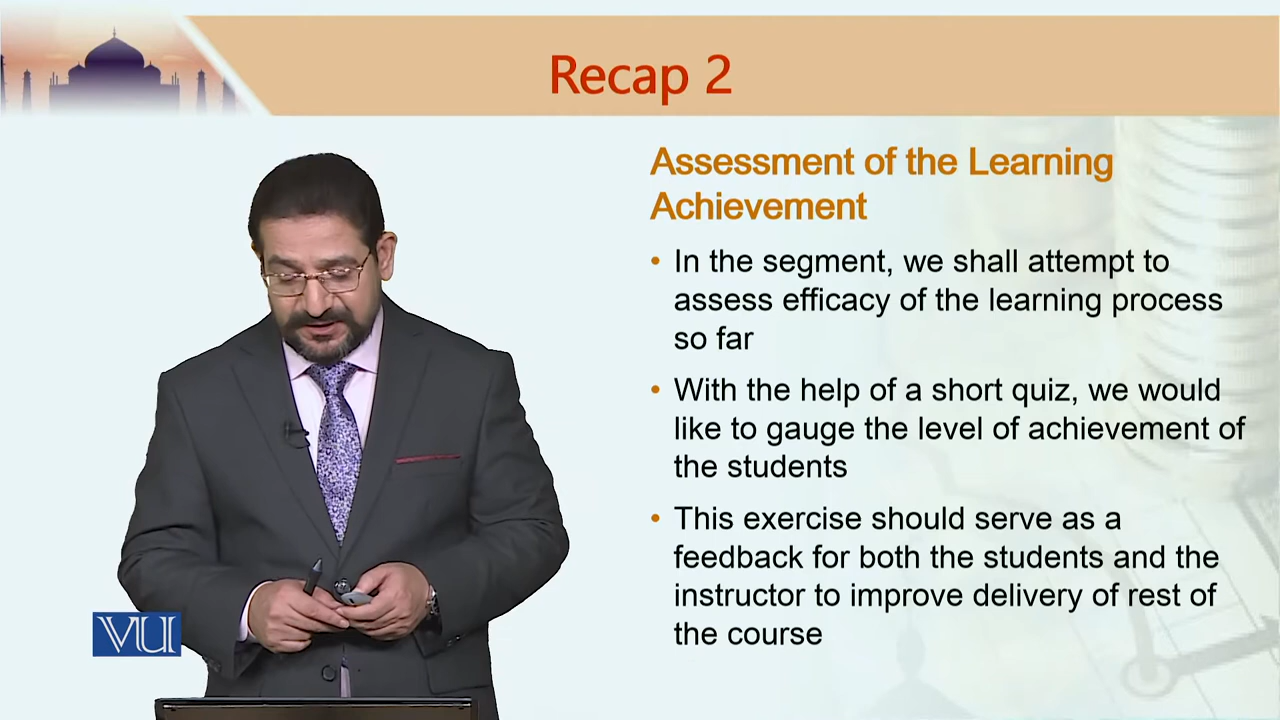 Recap 2
Assessment of the Learning
Achievement
• In the segment, we shall attempt to
assess efficacy of the learning process
so far
• With the help of a short quiz, we would
like to gauge the level of achievement of
the students
• This exercise should serve as a
feedback for both the students and the
instructor to improve delivery of rest of
the course
VU